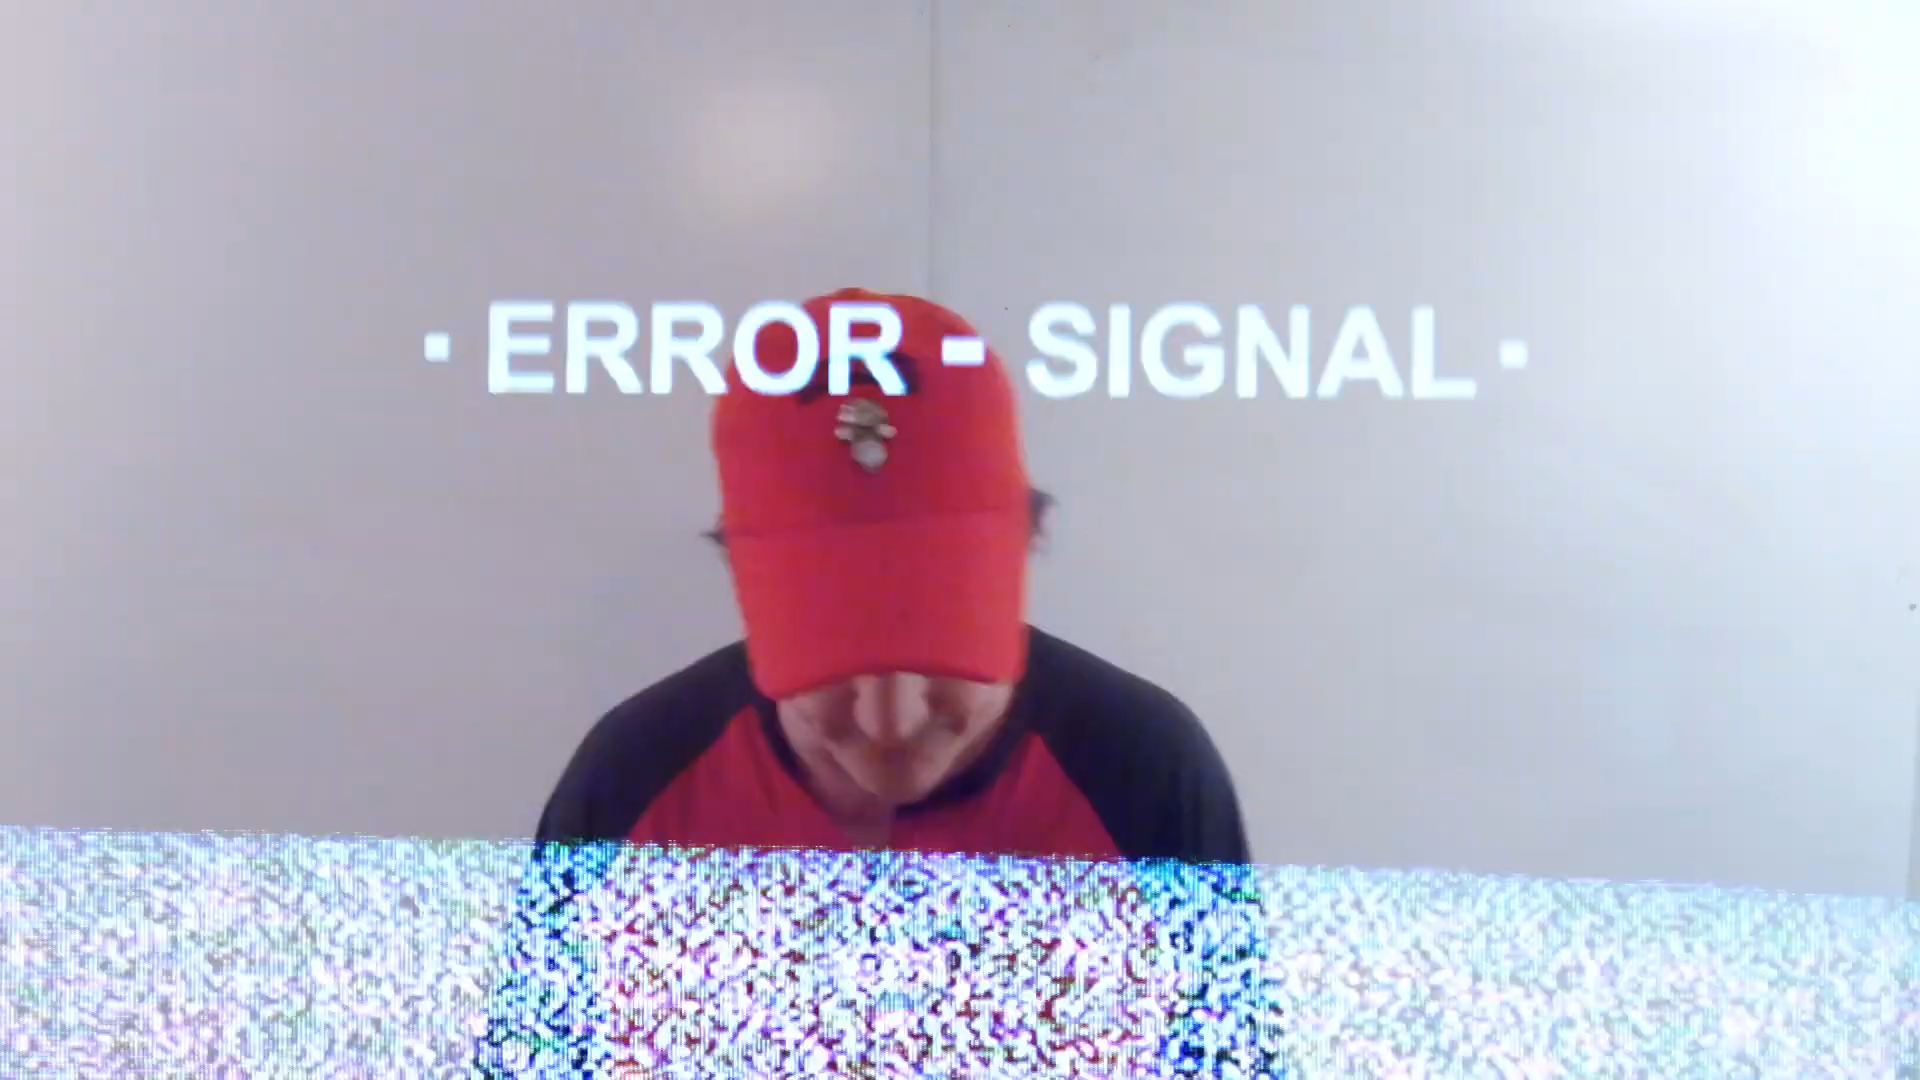 · ERROR - SIGNAL ·